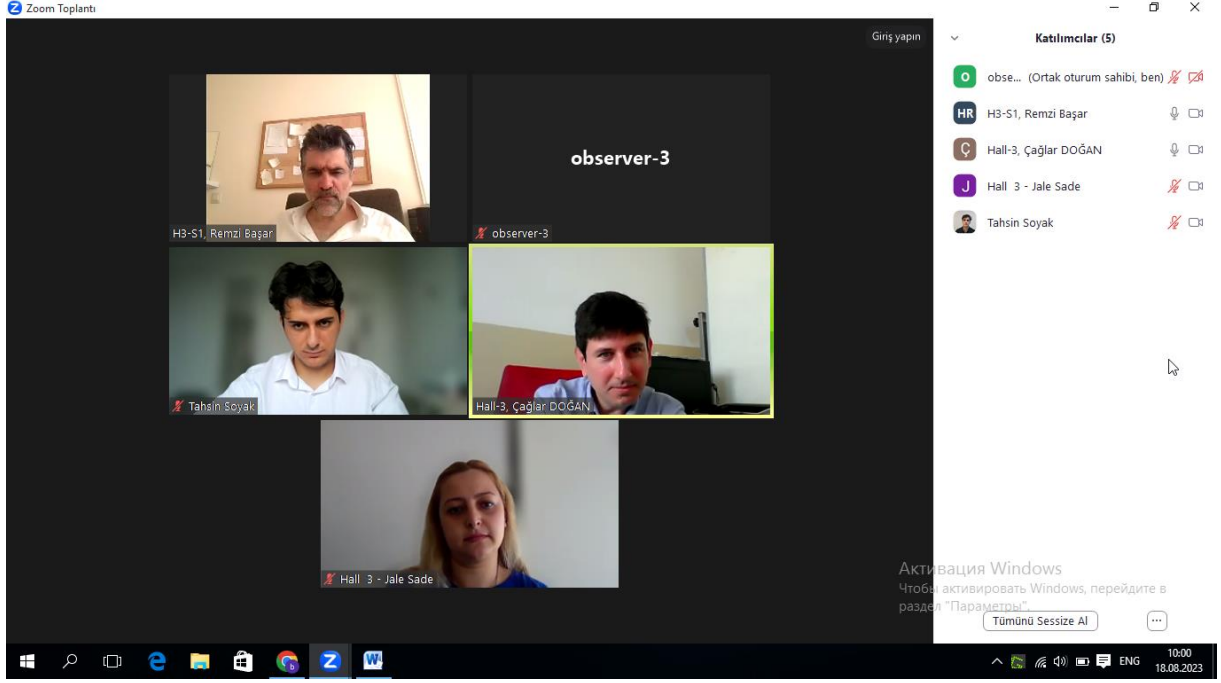 Zoom Toplantı
Giriş yapın
Katılımcılar (5)
observer-3
H3-S1, Remzi Başar
observer-3
Tahsin Soyak
Hall-3, Çağlar DOĞAN
Hall 3 - Jale Sade
O obse... (Ortak oturum sahibi, ben)
HR H3-S1, Remzi Başar
Ç Hall-3, Çağlar DOĞAN
J Hall 3 - Jale Sade
Tahsin Soyak
Активация Windows
Чтобы активировать Windows, перейдите в
раздел "Параметры".
Tümünü Sessize Al
ENG
10:00
18.08.2023